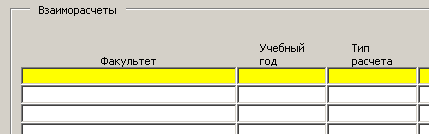 Взаиморасчеты
Факультет
Учебный
год
Тип
расчета